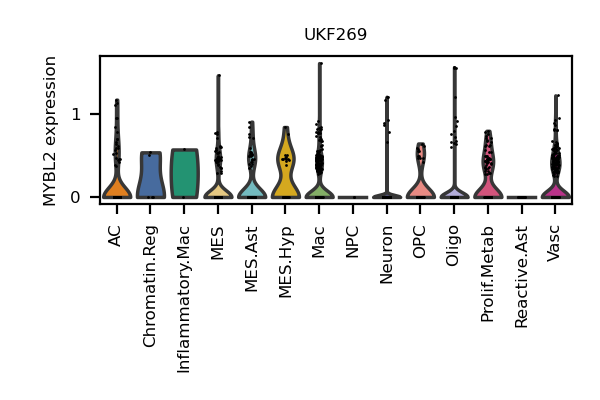 UKF269
MYBL2 expression
1
0
AC
Chromatin.Reg
Inflammatory.Mac
MES
MES.Ast
MES.Hyp
Mac
NPC
Neuron
OPC
Oligo
Prolif.Metab
Reactive.Ast
Vasc